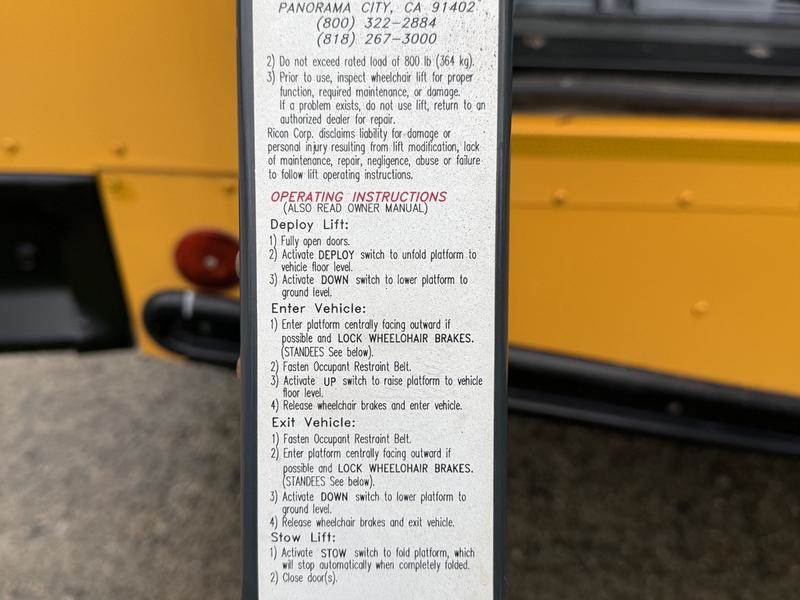 PANORAMA CITY, CA 91402
(800) 322-2884
(818) 267-3000
2) Do not exceed rated load of 800 lb (364 kg).
3) Prior to use, inspect wheelchair lift for proper
function, required maintenance, or damage.
If a problem exists, do not use lift, return to an
authorized dealer for repair.
Ricon Corp. disclaims liability for damage or
personal injury resulting from lift modification, lack
of maintenance, repair, negligence, abuse or failure
to follow lift operating instructions.
OPERATING INSTRUCTIONS
(ALSO READ OWNER MANUAL)
Deploy Lift:
1) Fully open doors.
2) Activate DEPLOY switch to unfold platform to
vehicle floor level.
3) Activate DOWN switch to lower platform to
ground level.
Enter Vehicle:
1) Enter platform centrally facing outward if
possible and LOCK WHEELOHAIR BRAKES.
(STANDEES See below).
2) Fasten Occupant Restraint Belt.
3) Activate UP switch to raise platform to vehicle
floor level.
4) Release wheelchair brakes and enter vehicle.
Exit Vehicle:
1) Fasten Occupant Restraint Belt.
2) Enter platform centrally facing outward if
possible and LOCK WHEELOHAIR BRAKES.
(STANDEES See below).
3) Activate DOWN switch to lower platform to
ground level.
4) Release wheelchair brakes and exit vehicle.
Stow Lift:
1) Activate STOW switch to fold platform, which
will stop automatically when completely folded.
2) Close door(s).